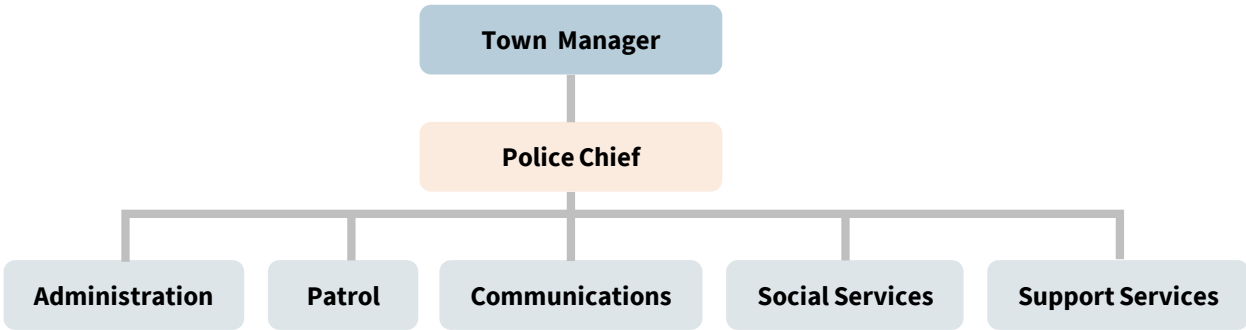 Town Manager
Police Chief
Administration
Patrol
Communications
Social Services
Support Services